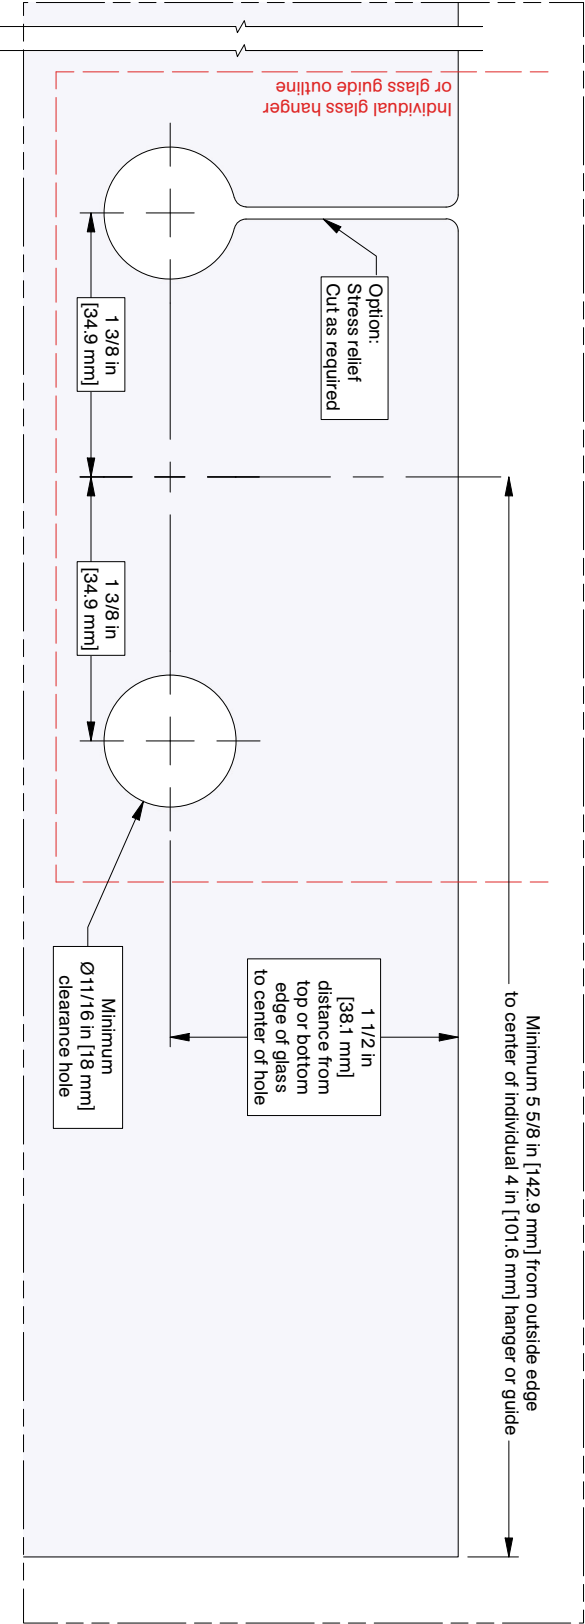 Individual glass hanger
or glass guide outline
Option:
Stress relief
Cut as required
1 3/8 in
[34.9 mm]
1 3/8 in
[34.9 mm]
Minimum 5 5/8 in [142.9 mm] from outside edge
to center of individual 4 in [101.6 mm] hanger or guide
1 1/2 in
[38.1 mm]
distance from
top or bottom
edge of glass
to center of hole
Minimum
Ø11/16 in [18 mm]
clearance hole